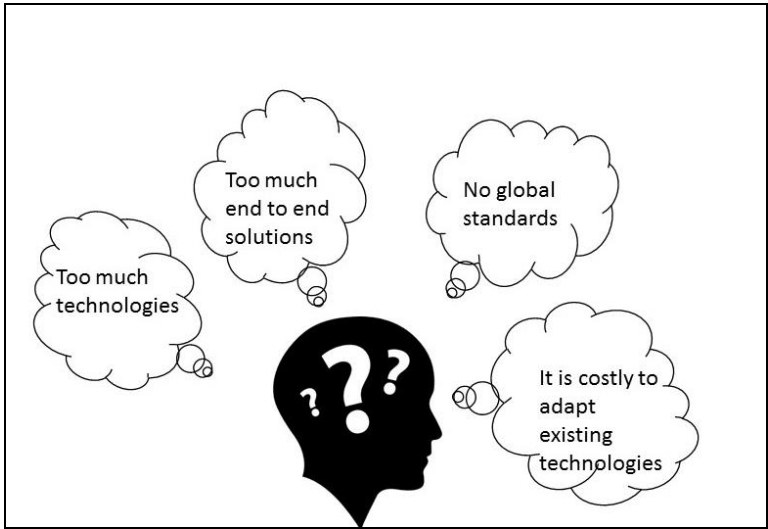 Too much
end to end
solutions
No global
standards
Too much
technologies
It is costly to
adapt
existing
technologies
? ? ?